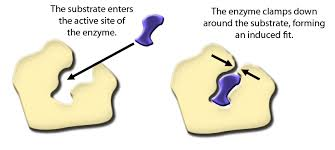 The substrate enters
the active site of
the enzyme.
The enzyme clamps down
around the substrate, forming
an induced fit.